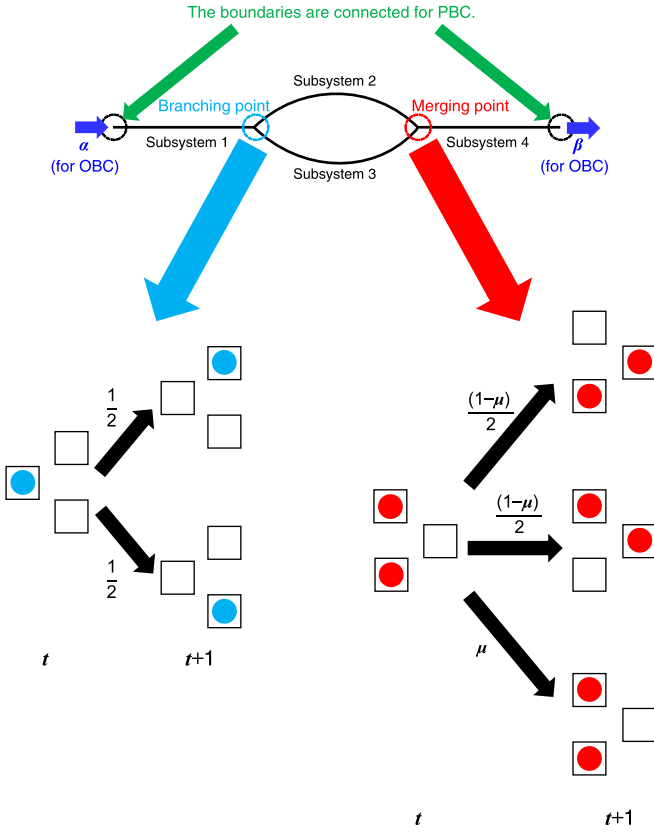 The boundaries are connected for PBC.
Subsystem 2
Branching point
Merging point
α
Subsystem 1
Subsystem 4
β
(for OBC)
Subsystem 3
(for OBC)
1/2
(1−μ)/2
(1−μ)/2
1/2
μ
t
t+1
t
t+1